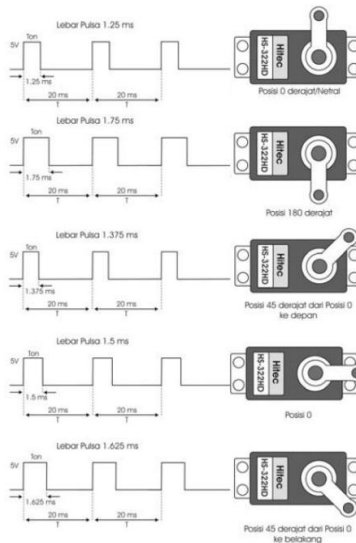 Lebar Pulsa 1.25 ms
Ton
5V
1.25 ms
20 ms
20 ms
T
T
Hitec
HS-322HD
Posisi 0 derajat/Netral
Lebar Pulsa 1.75 ms
Ton
5V
1.75 ms
20 ms
20 ms
T
T
Hitec
HS-322HD
Posisi 180 derajat
Lebar Pulsa 1.375 ms
Ton
5V
1.375 ms
20 ms
20 ms
T
T
Hitec
HS-322HD
Posisi 45 derajat dari Posisi 0
ke depan
Lebar Pulsa 1.5 ms
Ton
5V
1.5 ms
20 ms
20 ms
T
T
Hitec
HS-322HD
Posisi 0
Lebar Pulsa 1.625 ms
Ton
5V
1.625 ms
20 ms
20 ms
T
T
Hitec
HS-322HD
Posisi 45 derajat dari Posisi 0
ke belakang